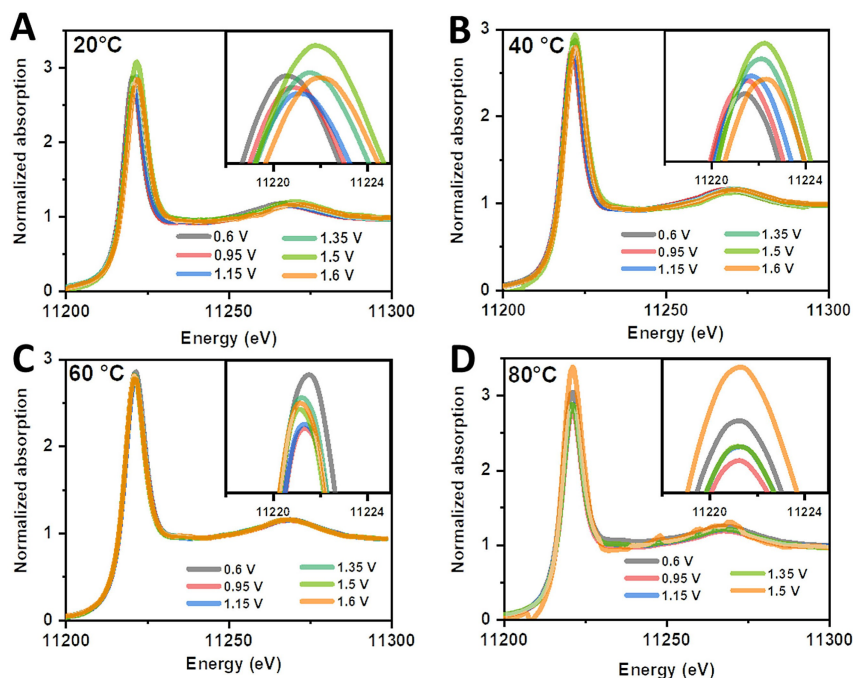 A
20°C
Normalized absorption
3
2
1
0
11220 11224
0.6 V 1.35 V
0.95 V 1.5 V
1.15 V 1.6 V
11200 11250 11300
Energy (eV)
B
40 °C
Normalized absorption
3
2
1
0
11220 11224
0.6 V 1.35 V
0.95 V 1.5 V
1.15 V 1.6 V
11200 11250 11300
Energy (eV)
C
60 °C
Normalized absorption
3
2
1
0
11220 11224
0.6 V 1.35 V
0.95 V 1.5 V
1.15 V 1.6 V
11200 11250 11300
Energy (eV)
D
80°C
Normalized absorption
3
2
1
0
11220 11224
0.6 V
0.95 V 1.35 V
1.15 V 1.5 V
11200 11250 11300
Energy (eV)